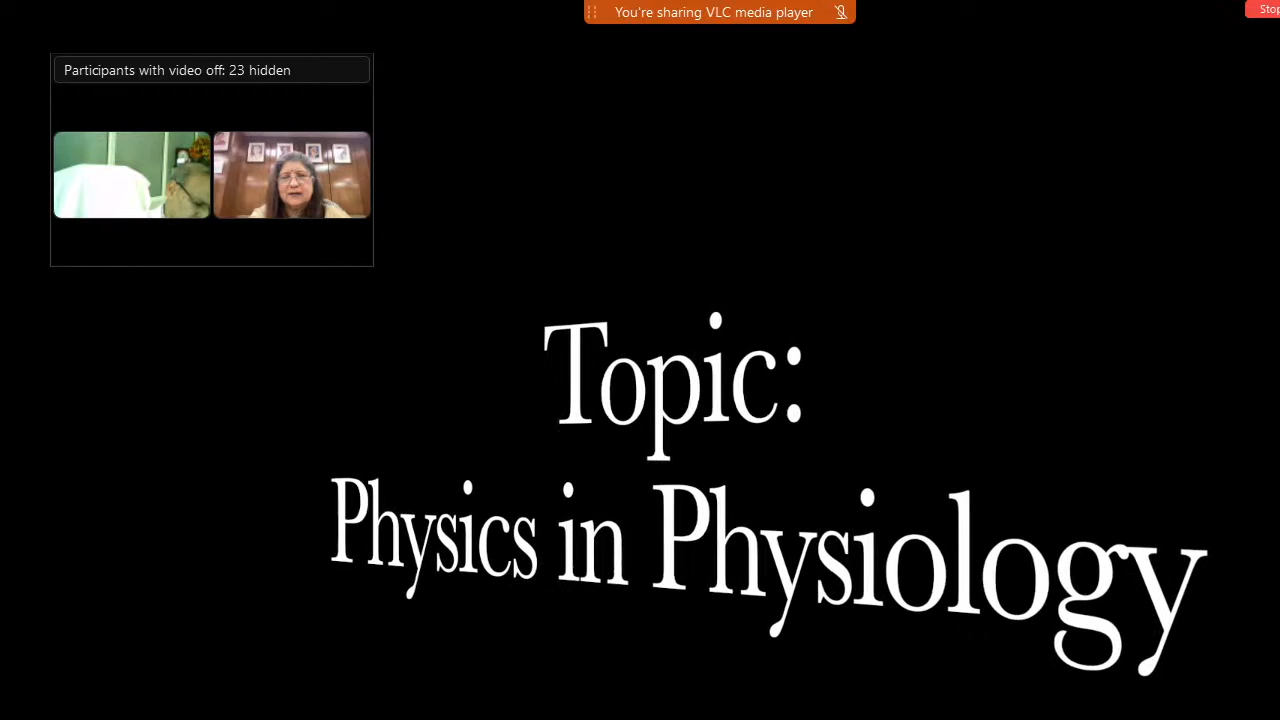 You're sharing VLC media player
Stop
Participants with video off: 23 hidden
Topic:
Physics in Physiology